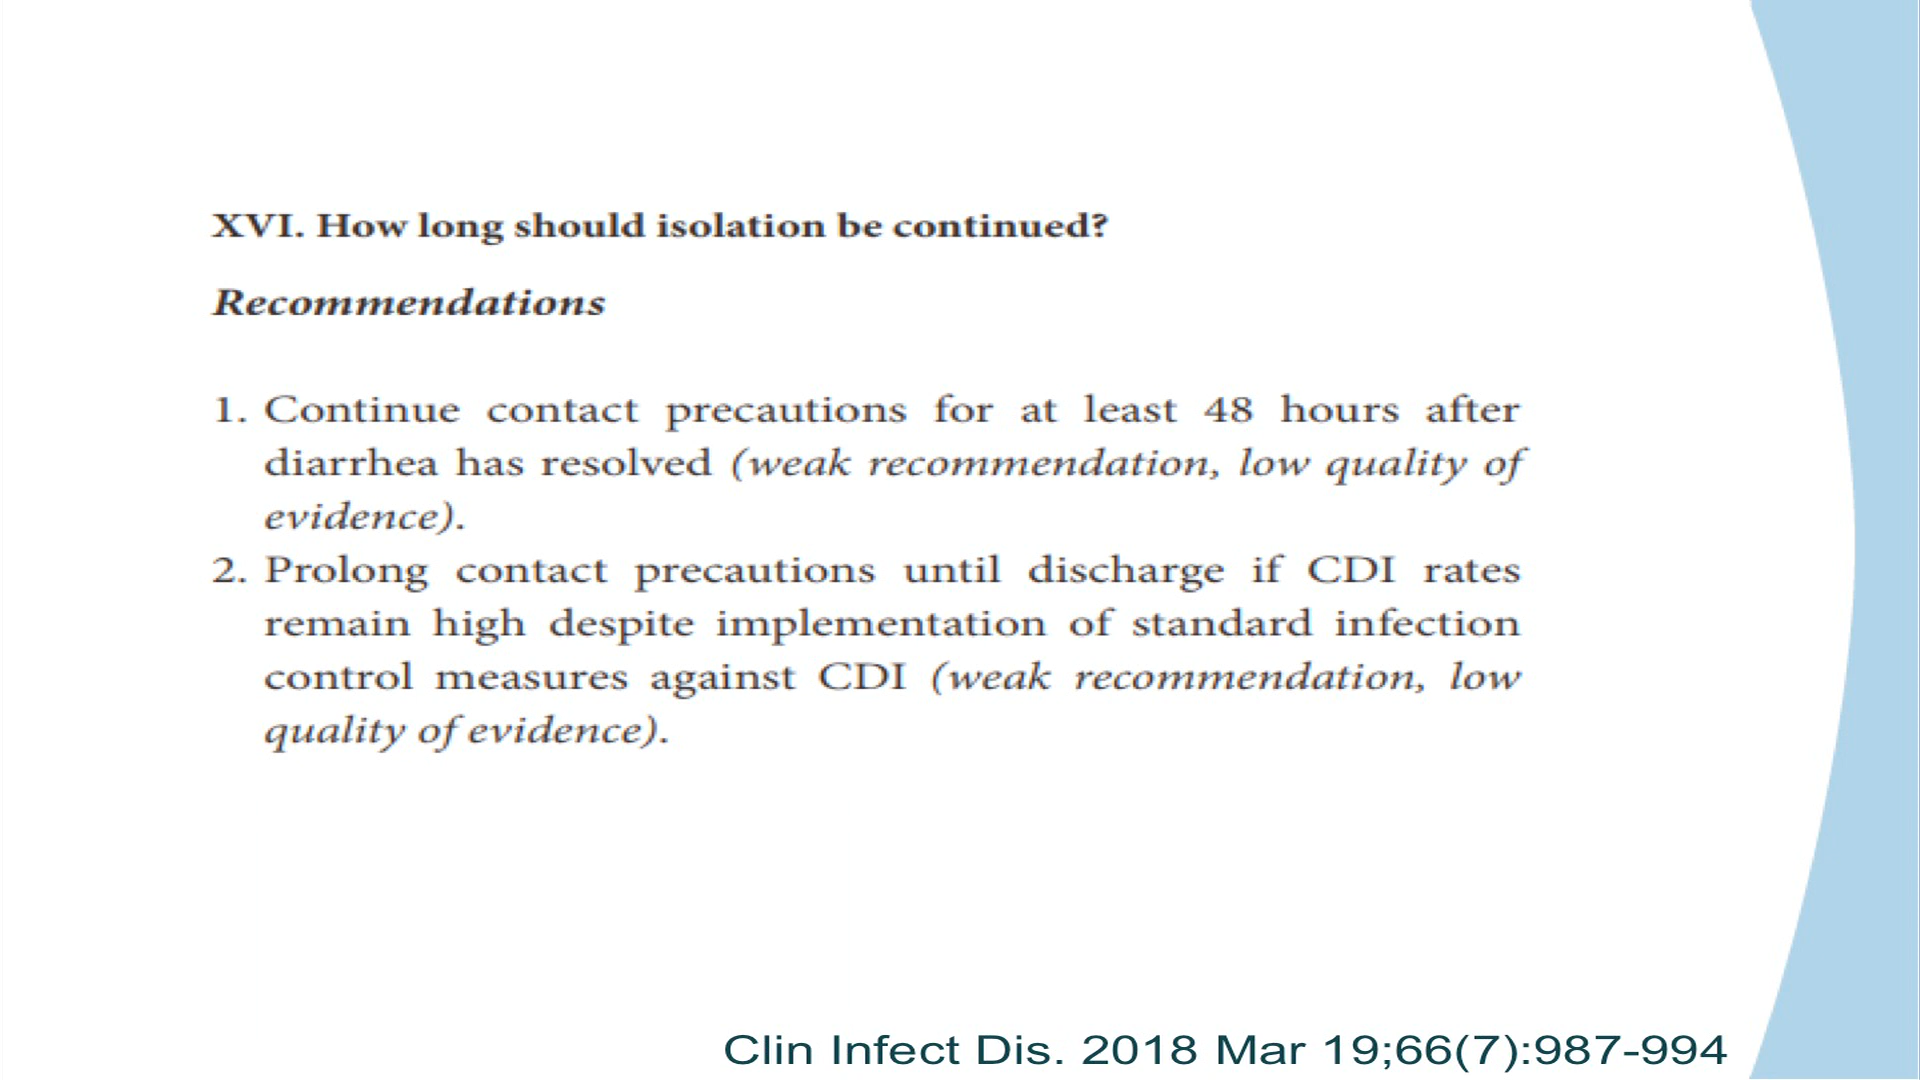 XVI. How long should isolation be continued?
Recommendations
1. Continue contact precautions for at least 48 hours after
diarrhea has resolved (weak recommendation, low quality of
evidence).
2. Prolong contact precautions until discharge if CDI rates
remain high despite implementation of standard infection
control measures against CDI (weak recommendation, low
quality of evidence).
Clin Infect Dis. 2018 Mar 19;66(7):987-994